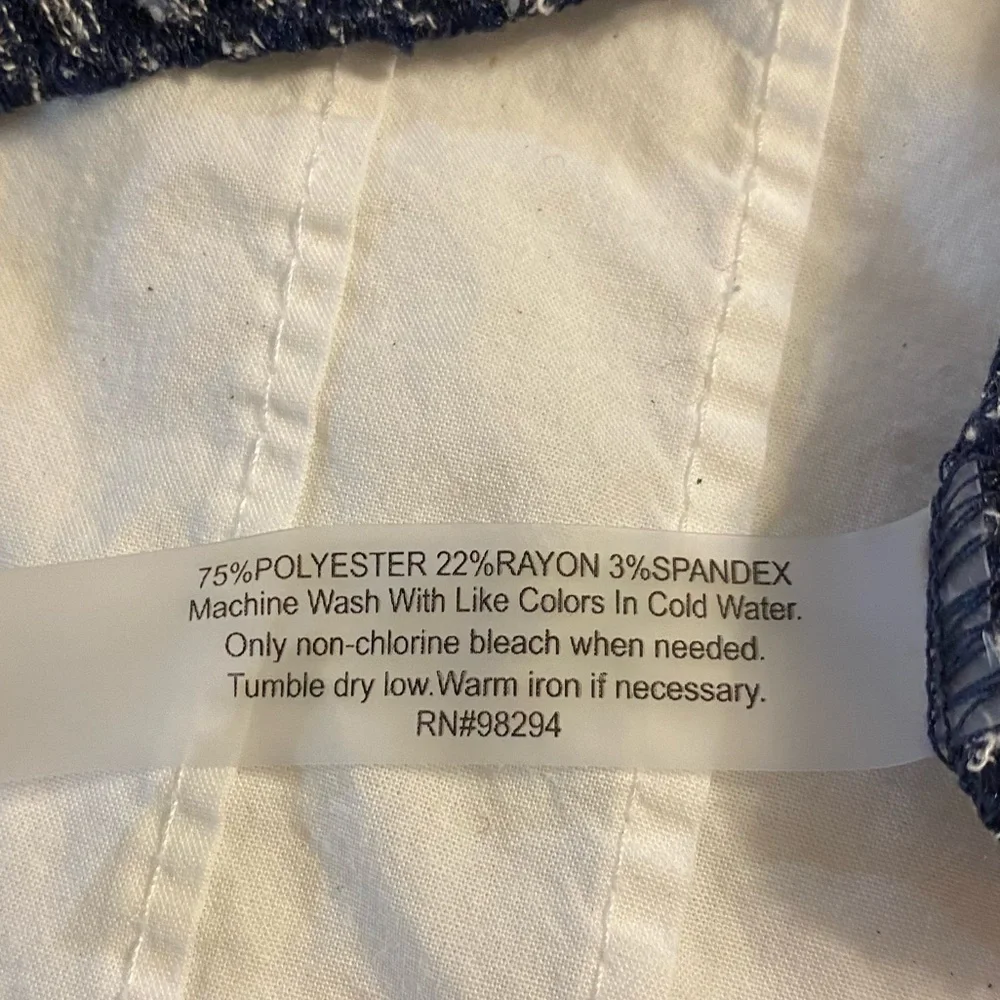 75%POLYESTER 22%RAYON 3%SPANDEX
Machine Wash With Like Colors In Cold Water.
Only non-chlorine bleach when needed.
Tumble dry low.Warm iron if necessary.
RN#98294